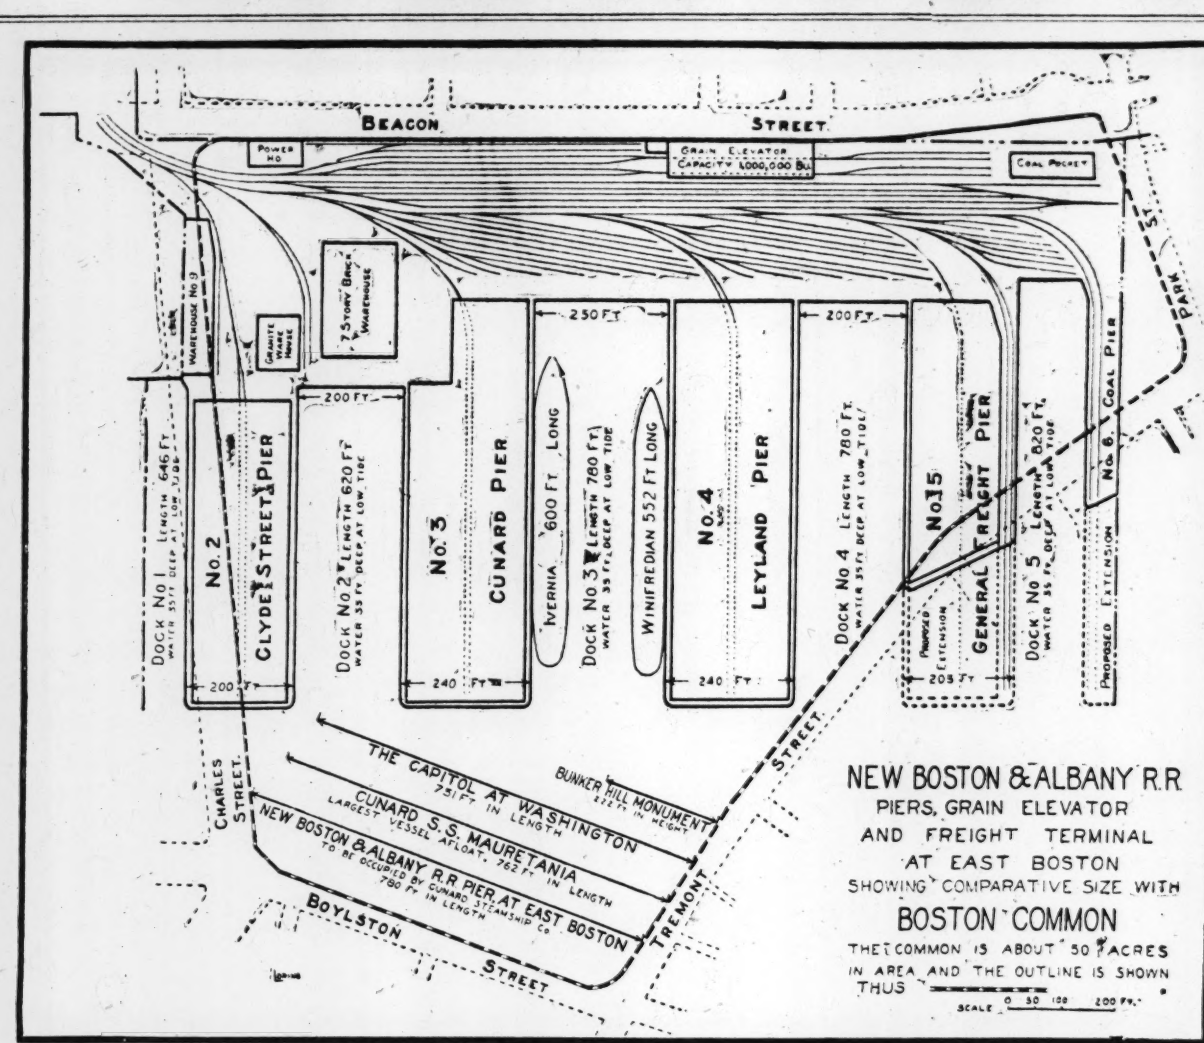 BEACON STREET.
POWER
HO
GRAIN ELEVATOR
CAPACITY 1,000,000 BU.
COAL POCKET
PARK ST
WAREHOUSE No 9
GRANITE
WARE
HOUSE
7 STORY BRICK
WAREHOUSE
250 FT
200 FT
200 FT
DOCK No 1 LENGTH 646 FT
WATER 35 FT DEEP AT LOW TIDE
No. 2
CLYDE STREET PIER
200 FT
DOCK No. 2 LENGTH 620 FT
WATER 35 FT. DEEP AT LOW TIDE
No. 3
CUNARD PIER
240 FT
IVERNIA 600 FT LONG
DOCK No 3 LENGTH 780 FT.
WATER 35 FT. DEEP AT LOW TIDE
WINIFREDIAN 552 FT LONG
No. 4
LEYLAND PIER
240 FT
DOCK No 4 LENGTH 780 FT.
WATER 35 FT. DEEP AT LOW TIDE
No. 5
GENERAL FREIGHT PIER
PROPOSED
EXTENSION
203 FT
DOCK No 5 LENGTH 820 FT.
WATER 35 FT. DEEP AT LOW TIDE
No. 6. COAL PIER
PROPOSED EXTENSION
CHARLES
STREET.
THE CAPITOL AT WASHINGTON
751 FT. IN LENGTH
BUNKER HILL MONUMENT
222 FT IN HEIGHT
CUNARD S.S. MAURETANIA
LARGEST VESSEL AFLOAT, 762 FT IN LENGTH
NEW BOSTON & ALBANY R.R. PIER AT EAST BOSTON
TO BE OCCUPIED BY CUNARD STEAMSHIP CO
780 FT IN LENGTH
TREMONT STREET.
BOYLSTON STREET
NEW BOSTON & ALBANY R.R.
PIERS, GRAIN ELEVATOR
AND FREIGHT TERMINAL
AT EAST BOSTON
SHOWING COMPARATIVE SIZE WITH
BOSTON COMMON
THE COMMON IS ABOUT 50 ACRES
IN AREA AND THE OUTLINE IS SHOWN
THUS
SCALE 0 50 100 200 FT.